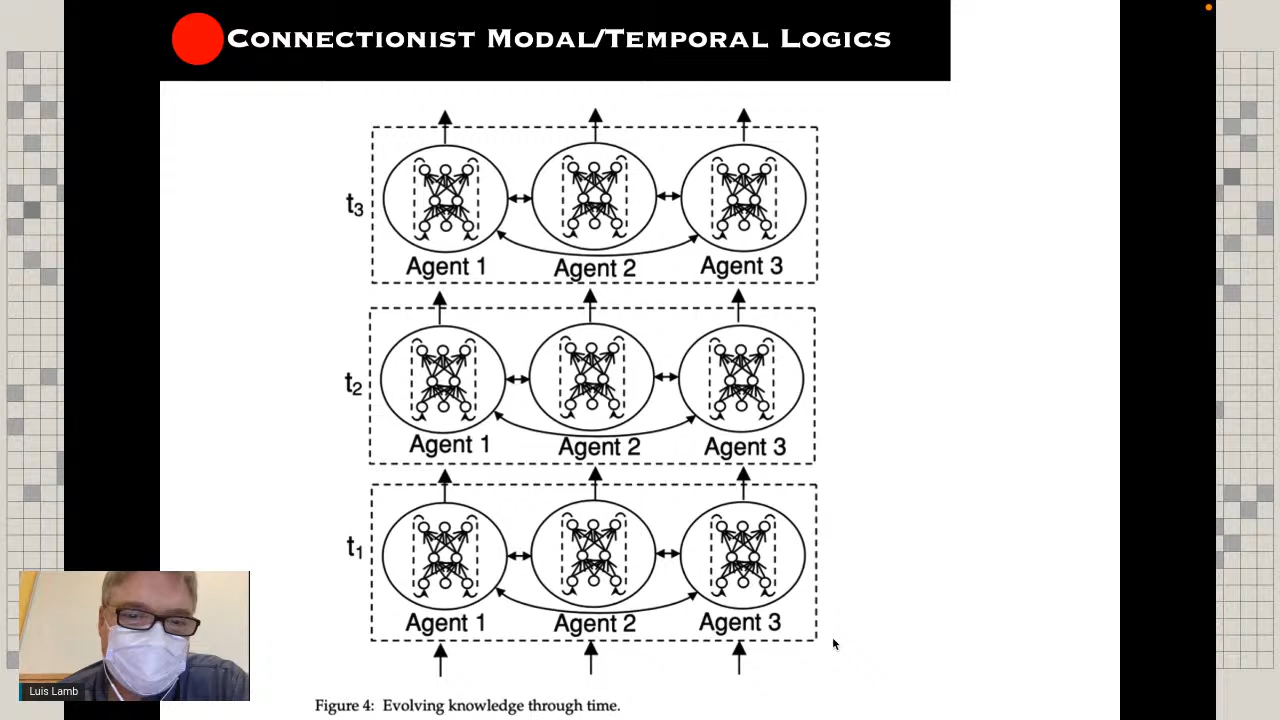 Connectionist Modal/Temporal Logics
t3
Agent 1 Agent 2 Agent 3
t2
Agent 1 Agent 2 Agent 3
t1
Agent 1 Agent 2 Agent 3
Luis Lamb
Figure 4: Evolving knowledge through time.